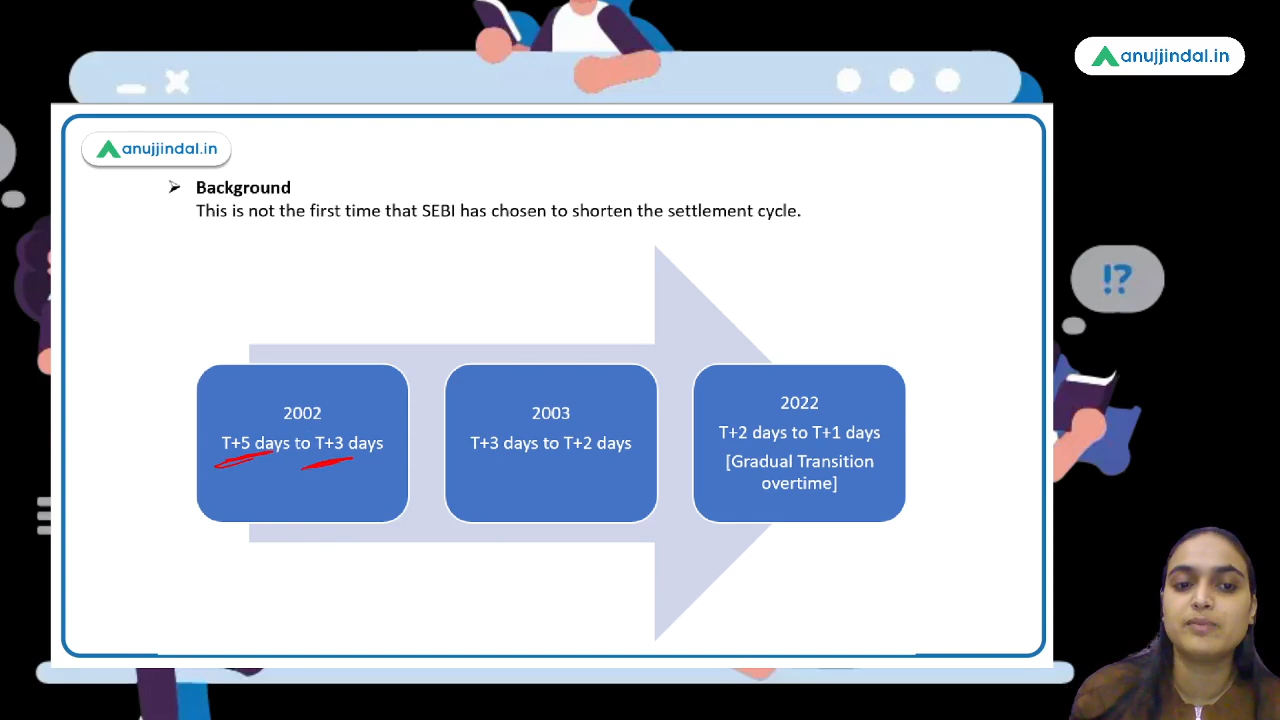 anujjindal.in
anujjindal.in
Background
This is not the first time that SEBI has chosen to shorten the settlement cycle.
2002
T+5 days to T+3 days
2003
T+3 days to T+2 days
2022
T+2 days to T+1 days
[Gradual Transition
overtime]
!?